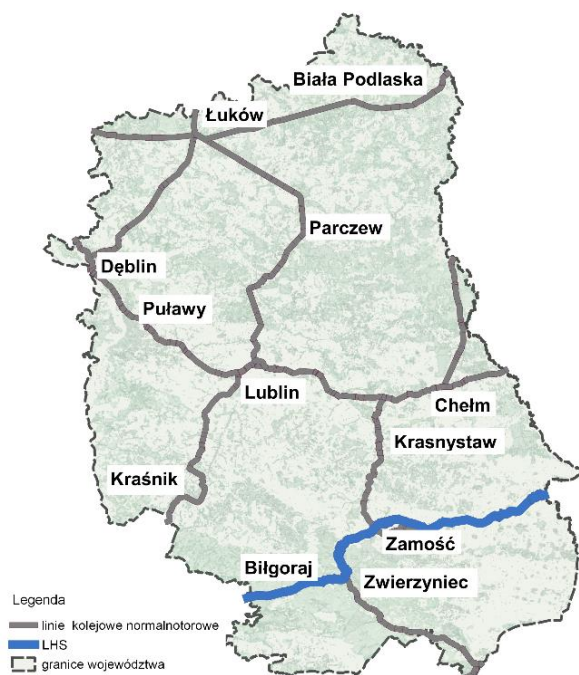 Biała Podlaska
Łuków
Parczew
Dęblin
Puławy
Lublin
Chełm
Krasnystaw
Kraśnik
Zamość
Biłgoraj
Zwierzyniec
Legenda
linie kolejowe normalnotorowe
LHS
granice województwa